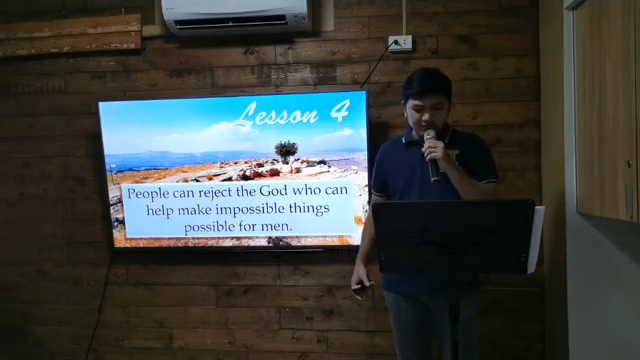 Lesson 4
People can reject the God who can
help make impossible things
possible for men.